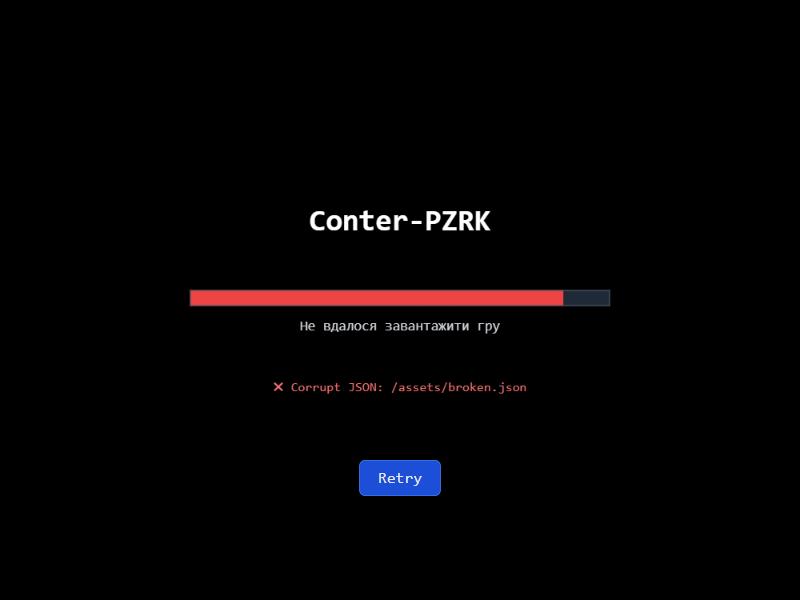 Conter-PZRK
Не вдалося завантажити гру
❌ Corrupt JSON: /assets/broken.json
Retry